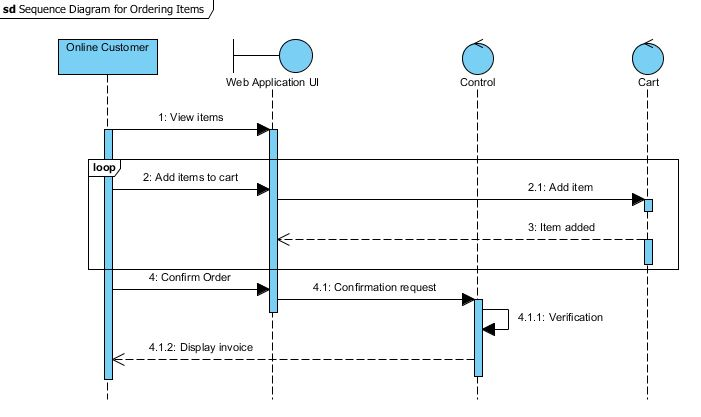 sd Sequence Diagram for Ordering Items
Online Customer
Web Application UI
Control
Cart
1: View items
loop
2: Add items to cart
2.1: Add item
3: Item added
4: Confirm Order
4.1: Confirmation request
4.1.1: Verification
4.1.2: Display invoice